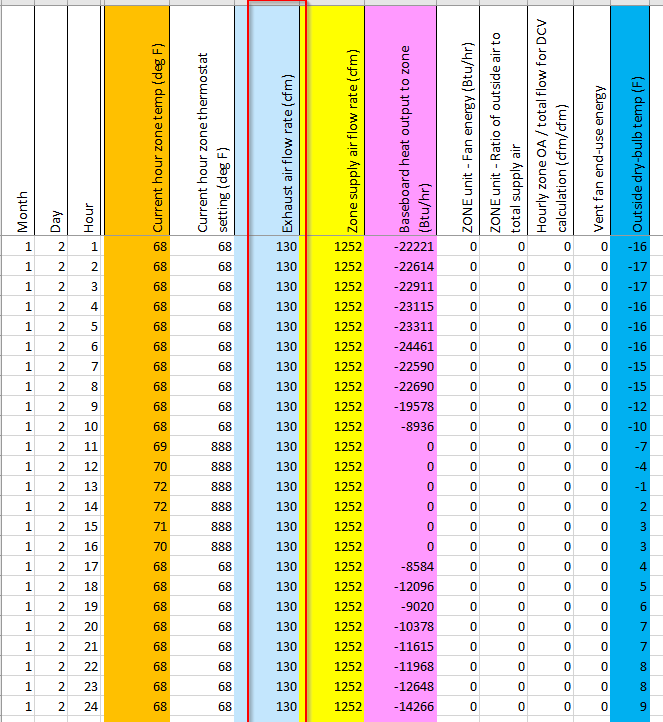 Month Day Hour Current hour zone temp (deg F) Current hour zone thermostat setting (deg F) Exhaust air flow rate (cfm) Zone supply air flow rate (cfm) Baseboard heat output to zone (Btu/hr) ZONE unit - Fan energy (Btu/hr) ZONE unit - Ratio of outside air to total supply air Hourly zone OA / total flow for DCV calculation (cfm/cfm) Vent fan end-use energy Outside dry-bulb temp (F)
1 2 1 68 68 130 1252 -22221 0 0 0 0 -16
1 2 2 68 68 130 1252 -22614 0 0 0 0 -17
1 2 3 68 68 130 1252 -22911 0 0 0 0 -17
1 2 4 68 68 130 1252 -23115 0 0 0 0 -16
1 2 5 68 68 130 1252 -23311 0 0 0 0 -16
1 2 6 68 68 130 1252 -24461 0 0 0 0 -16
1 2 7 68 68 130 1252 -22590 0 0 0 0 -15
1 2 8 68 68 130 1252 -22690 0 0 0 0 -15
1 2 9 68 68 130 1252 -19578 0 0 0 0 -12
1 2 10 68 68 130 1252 -8936 0 0 0 0 -10
1 2 11 69 888 130 1252 0 0 0 0 0 -7
1 2 12 70 888 130 1252 0 0 0 0 0 -4
1 2 13 72 888 130 1252 0 0 0 0 0 -1
1 2 14 72 888 130 1252 0 0 0 0 0 2
1 2 15 71 888 130 1252 0 0 0 0 0 3
1 2 16 70 888 130 1252 0 0 0 0 0 3
1 2 17 68 68 130 1252 -8584 0 0 0 0 4
1 2 18 68 68 130 1252 -12096 0 0 0 0 5
1 2 19 68 68 130 1252 -9020 0 0 0 0 6
1 2 20 68 68 130 1252 -10378 0 0 0 0 7
1 2 21 68 68 130 1252 -11615 0 0 0 0 7
1 2 22 68 68 130 1252 -11968 0 0 0 0 8
1 2 23 68 68 130 1252 -12648 0 0 0 0 8
1 2 24 68 68 130 1252 -14266 0 0 0 0 9